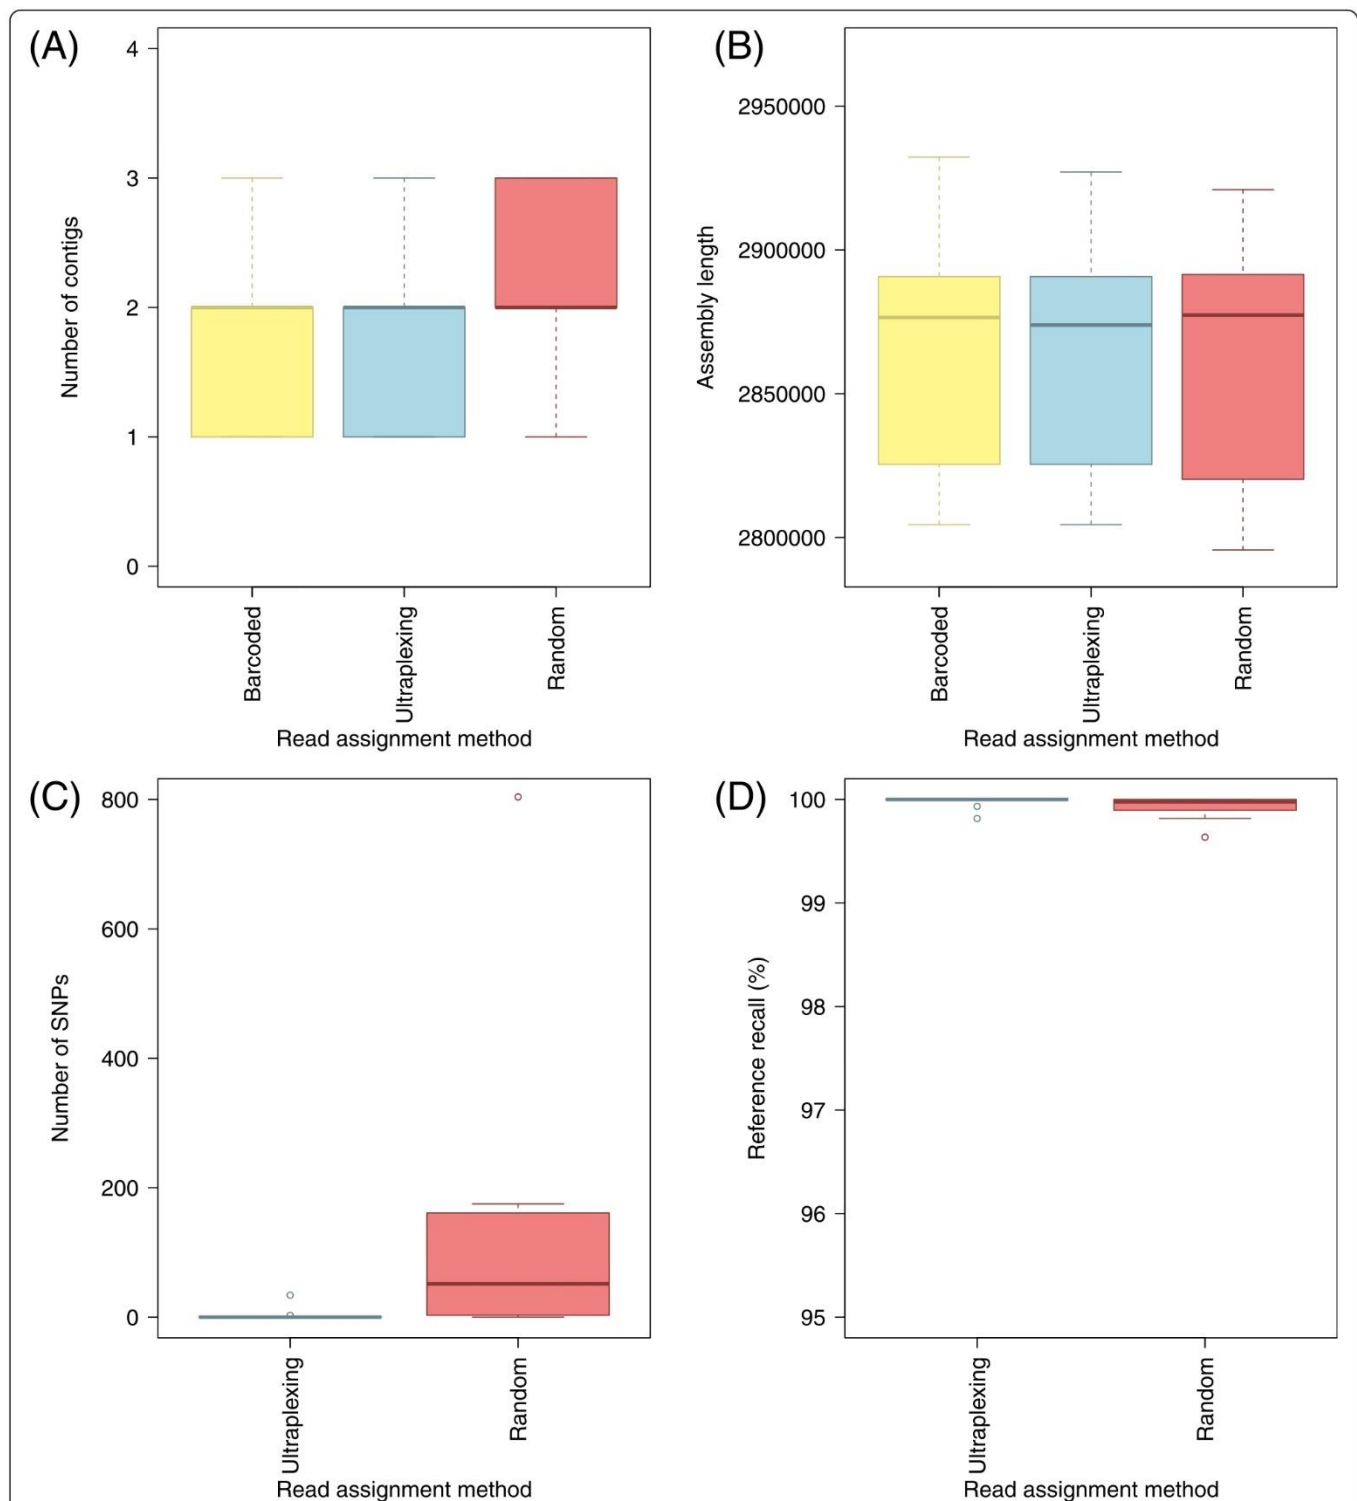 (A)
4
3
2
1
0
Number of contigs
Barcoded
Ultraplexing
Random
Read assignment method
(B)
2950000
2900000
2850000
2800000
Assembly length
Barcoded
Ultraplexing
Random
Read assignment method
(C)
800
600
400
200
0
Number of SNPs
Ultraplexing
Random
Read assignment method
(D)
100
99
98
97
96
95
Reference recall (%)
Ultraplexing
Random
Read assignment method